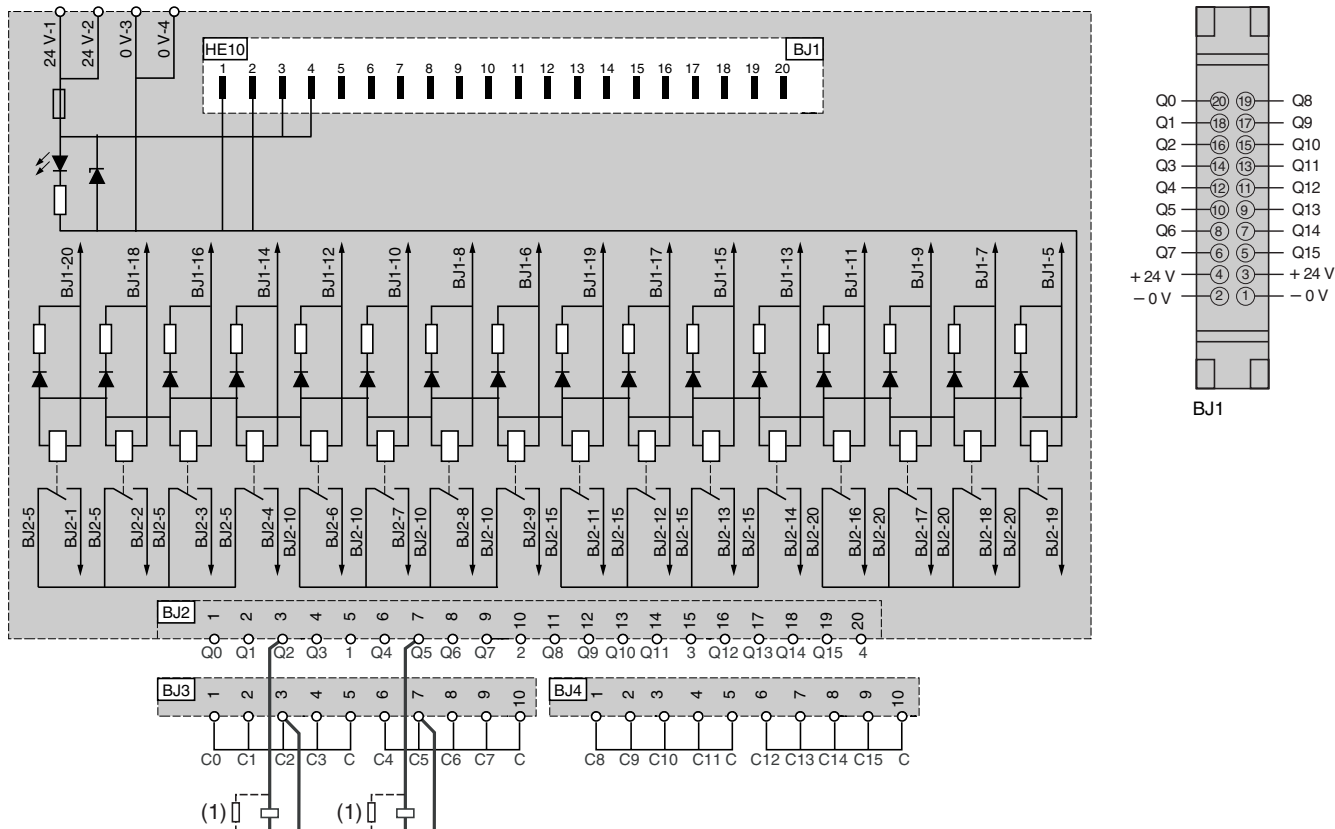 24 V-1
24 V-2
0 V-3
0 V-4
HE10
BJ1
1 2 3 4 5 6 7 8 9 10 11 12 13 14 15 16 17 18 19 20
BJ1-20 BJ1-18 BJ1-16 BJ1-14 BJ1-12 BJ1-10 BJ1-8 BJ1-6 BJ1-19 BJ1-17 BJ1-15 BJ1-13 BJ1-11 BJ1-9 BJ1-7 BJ1-5
BJ2-5 BJ2-1 BJ2-5 BJ2-2 BJ2-5 BJ2-3 BJ2-5 BJ2-4 BJ2-10 BJ2-6 BJ2-10 BJ2-7 BJ2-10 BJ2-8 BJ2-10 BJ2-9 BJ2-15 BJ2-11 BJ2-15 BJ2-12 BJ2-15 BJ2-13 BJ2-15 BJ2-14 BJ2-20 BJ2-16 BJ2-20 BJ2-17 BJ2-20 BJ2-18 BJ2-20 BJ2-19
BJ2
1 2 3 4 5 6 7 8 9 10 11 12 13 14 15 16 17 18 19 20
Q0 Q1 Q2 Q3 1 Q4 Q5 Q6 Q7 2 Q8 Q9 Q10 Q11 3 Q12 Q13 Q14 Q15 4
BJ3
1 2 3 4 5 6 7 8 9 10
C0 C1 C2 C3 C C4 C5 C6 C7 C
BJ4
1 2 3 4 5 6 7 8 9 10
C8 C9 C10 C11 C C12 C13 C14 C15 C
(1)
(1)
Q0 20 19 Q8
Q1 18 17 Q9
Q2 16 15 Q10
Q3 14 13 Q11
Q4 12 11 Q12
Q5 10 9 Q13
Q6 8 7 Q14
Q7 6 5 Q15
+ 24 V 4 3 + 24 V
– 0 V 2 1 – 0 V
BJ1